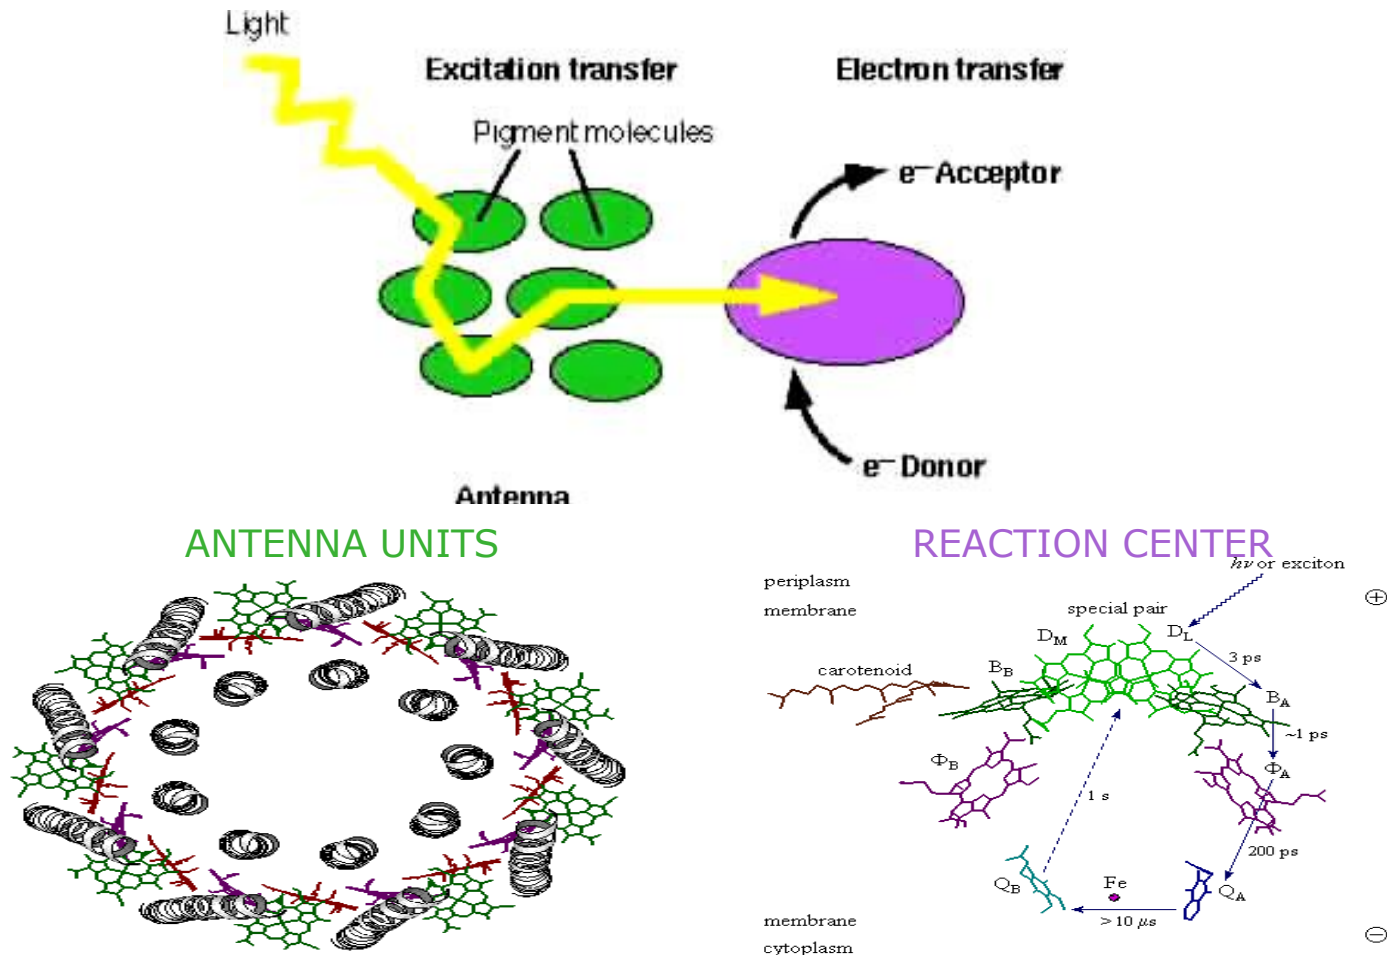 Light
Excitation transfer
Electron transfer
Pigment molecules
e– Acceptor
e– Donor
Antenna
ANTENNA UNITS
REACTION CENTER
hν or exciton
periplasm
membrane
special pair
D_M
D_L
3 ps
carotenoid
B_B
B_A
~1 ps
Φ_B
Φ_A
1 s
200 ps
Q_B
Fe
Q_A
> 10 μs
membrane
cytoplasm
+
−